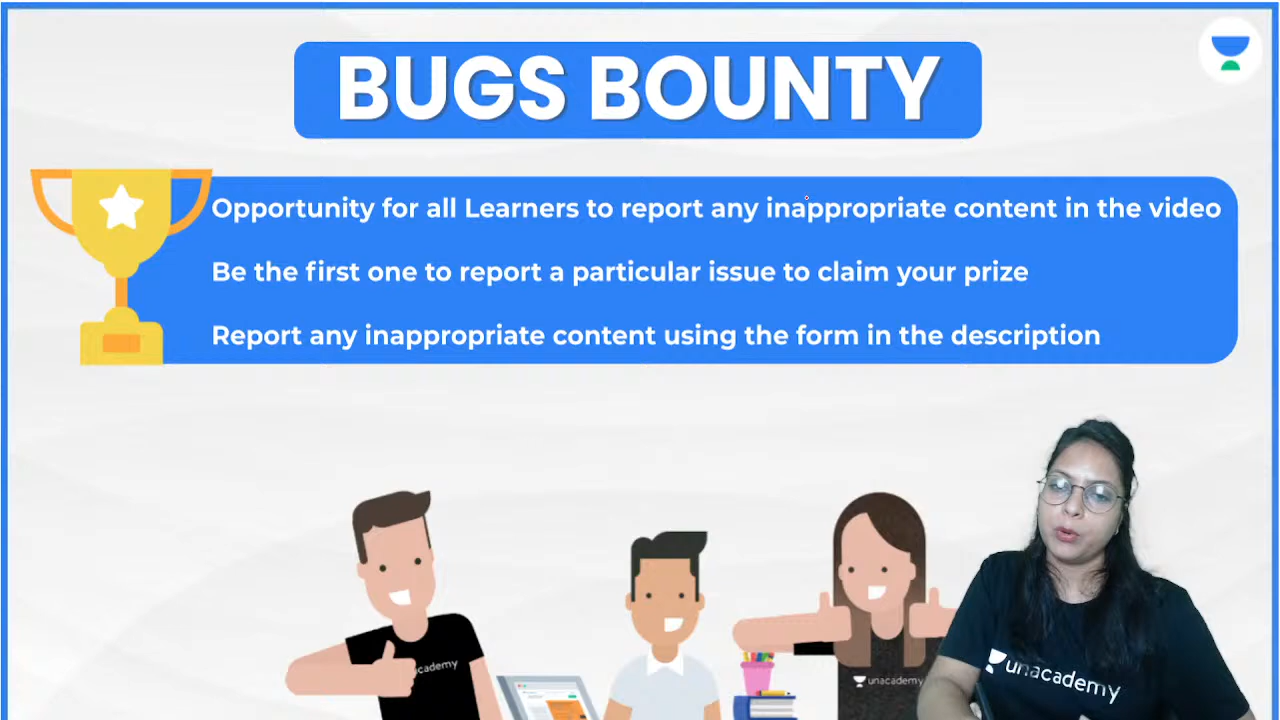 BUGS BOUNTY
Opportunity for all Learners to report any inappropriate content in the video
Be the first one to report a particular issue to claim your prize
Report any inappropriate content using the form in the description
cademy
unacademy
unacademy